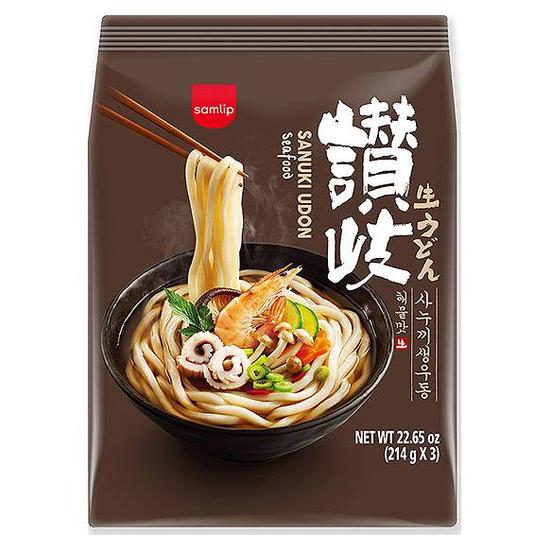 samlip
SANUKI UDON
seafood
讃岐
生うどん
사누끼생우동
해물맛
生
NET WT 22.65 oz
(214 g X 3)